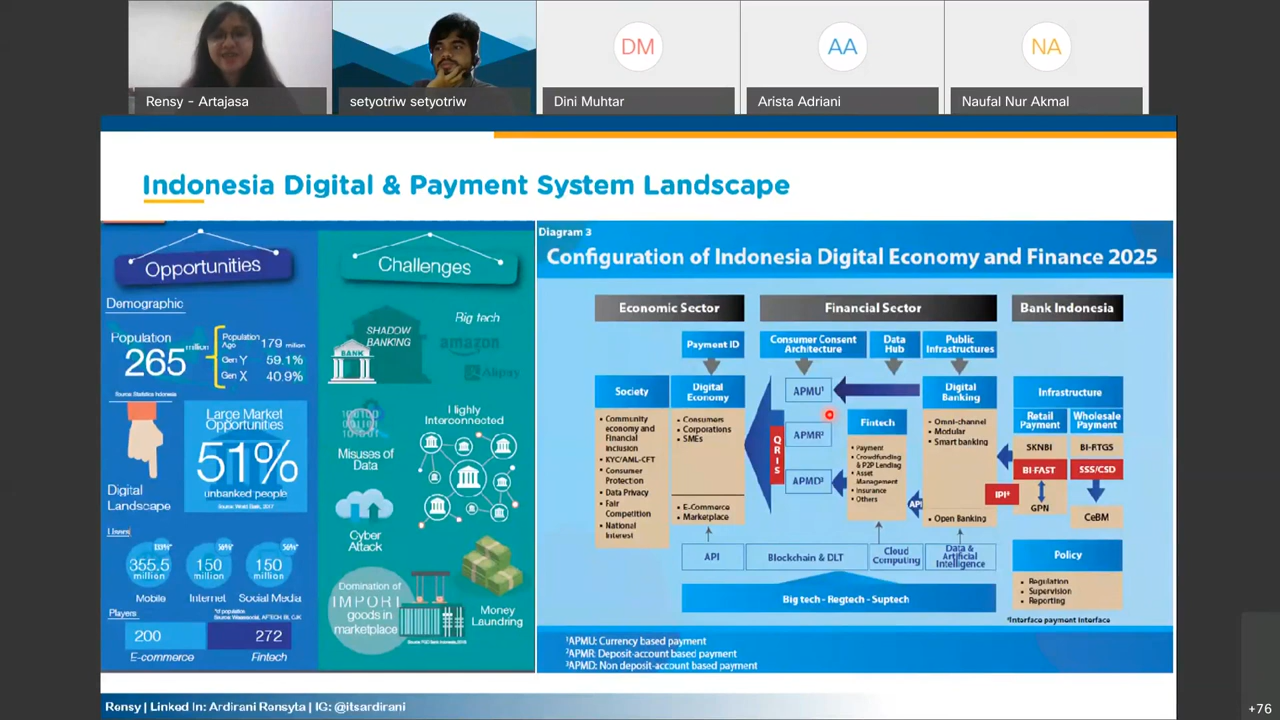 DM
AA
NA
Rensy - Artajasa
setyotriw setyotriw
Dini Muhtar
Arista Adriani
Naufal Nur Akmal
Indonesia Digital & Payment System Landscape
Opportunities
Demographic
Population
265 million
Population
Ago 179 million
Gen Y 59.1%
Gen X 40.9%
Source: Statistics Indonesia
Large Market
Opportunities
51%
unbanked people
Source: World Bank, 2017
Digital
Landscape
Users
355.5
million
150
million
150
million
Mobile
Internet
Social Media
Players
200
272
E-commerce
Fintech
Challenges
SHADOW
BANKING
BANK
Big tech
amazon
Alipay
Misuses of
Data
Highly
Interconnected
Cyber
Attack
Domination of
IMPORT
goods in
marketplace
Money
Laundring
Diagram 3
Configuration of Indonesia Digital Economy and Finance 2025
Economic Sector
Financial Sector
Bank Indonesia
Payment ID
Consumer Consent
Architecture
Data
Hub
Public
Infrastructures
Society
• Community
economy and
Financial
Inclusion
• KYC/AML-CFT
• Consumer
Protection
• Data Privacy
• Fair
Competition
• National
Interest
Digital
Economy
• Consumers
• Corporations
• SMEs
• E-Commerce
• Marketplace
QRIS
APMU¹
APMR²
APMD³
Fintech
• Payment
• Crowdfunding
& P2P Lending
• Asset
Management
• Insurance
• Others
API
Digital
Banking
• Omni-channel
• Modular
• Smart banking
• Open Banking
Infrastructure
Retail
Payment
Wholesale
Payment
SKNBI
BI-RTGS
BI-FAST
SSS/CSD
IPI⁴
GPN
CeBM
API
Blockchain & DLT
Cloud
Computing
Data &
Artificial
Intelligence
Big tech - Regtech - Suptech
Policy
• Regulation
• Supervision
• Reporting
⁴Interface payment Interface
¹APMU: Currency based payment
²APMR: Deposit-account based payment
³APMD: Non deposit-account based payment
Rensy | Linked In: Ardirani Rensyta | IG: @itsardirani
+76